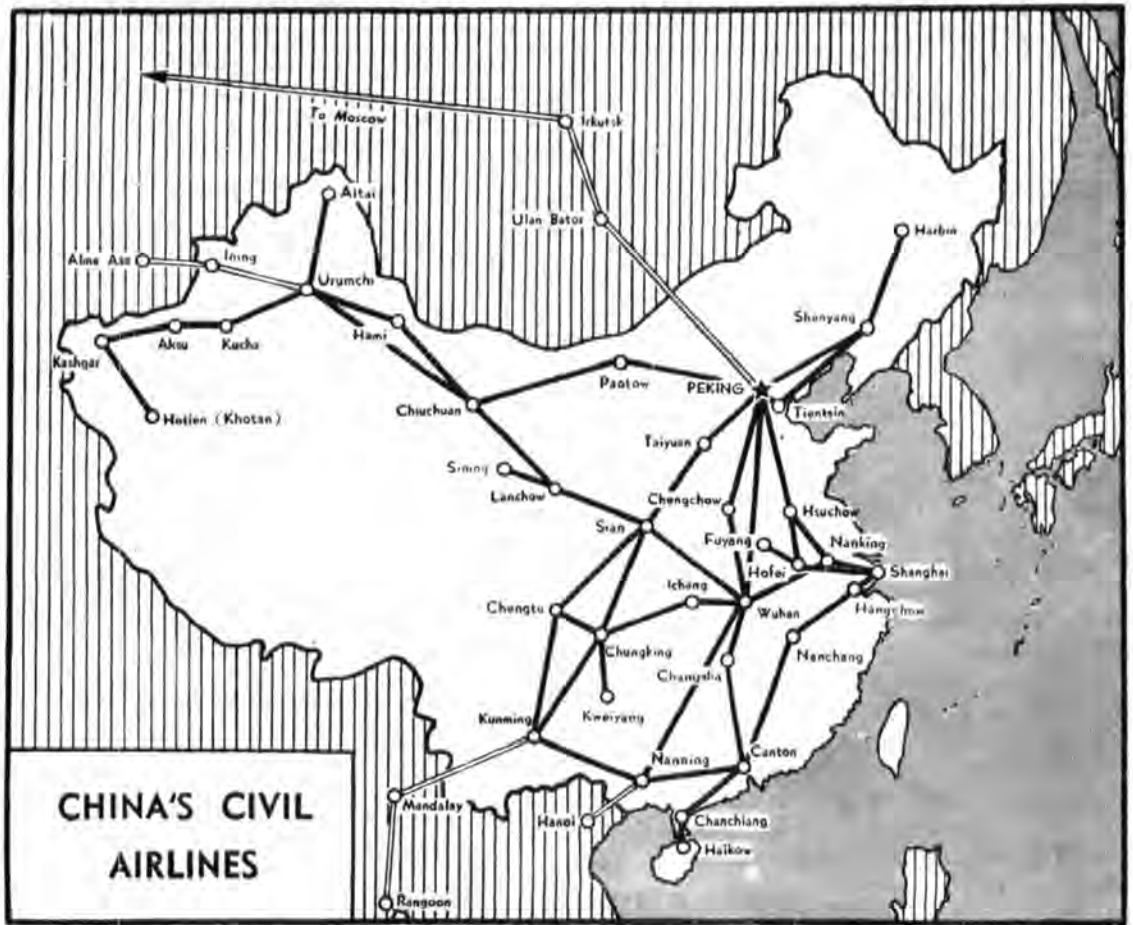 To Moscow
Irkutsk
Altai
Ulan Bator
Harbin
Alma Ata
Ining
Urumchi
Shenyang
Hami
Aksu
Kucha
Kashgar
Paotow
PEKING
Chiuchuan
Tientsin
Hotien (Khotan)
Taiyuan
Sining
Lanchow
Chengchow
Hsuchow
Sian
Fuyang
Nanking
Hofei
Shanghai
Ichang
Chengtu
Wuhan
Hangchow
Chungking
Nanchang
Changsha
Kweiyang
Kunming
Nanning
Canton
CHINA'S CIVIL
AIRLINES
Mandalay
Hanoi
Chanchiang
Haikow
Rangoon